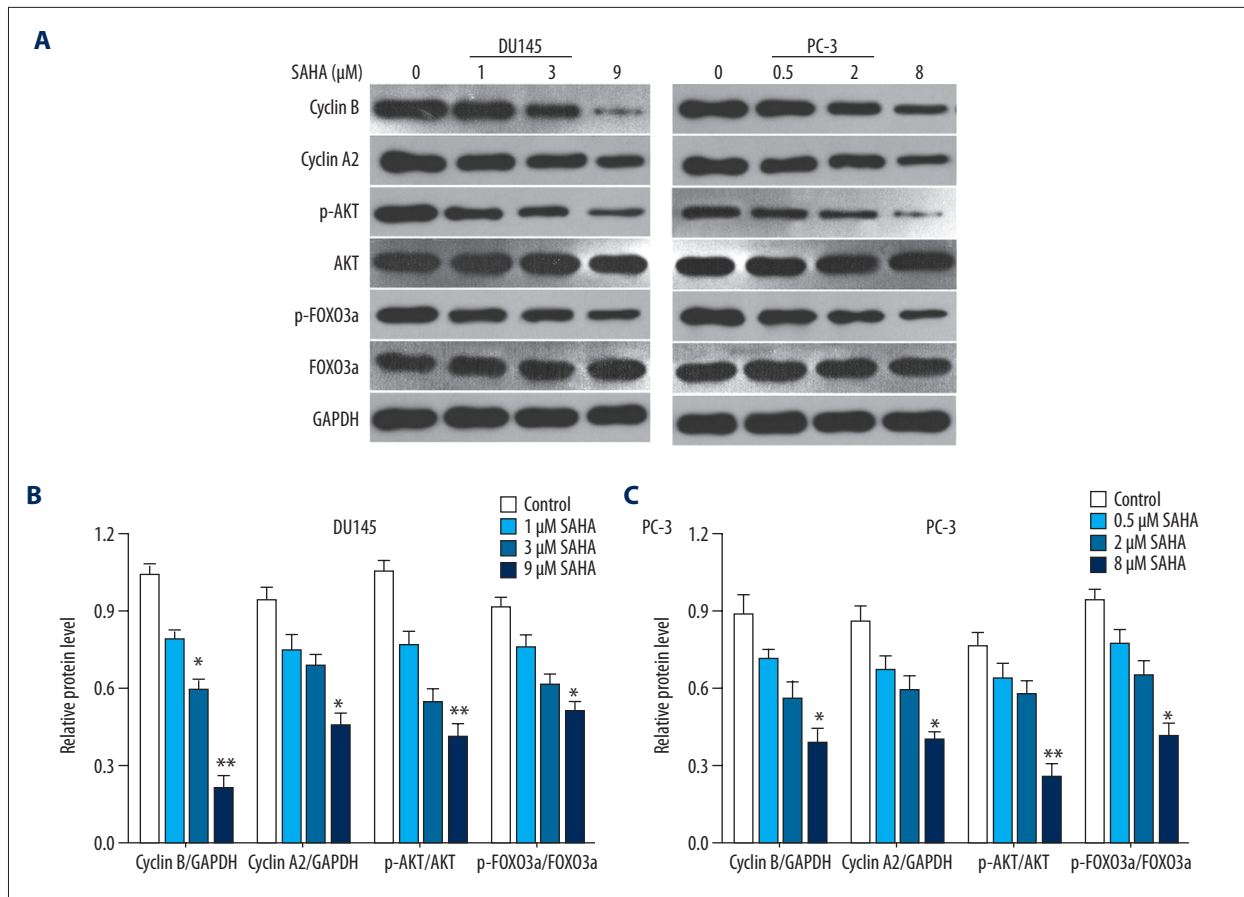 A
DU145
PC-3
SAHA (µM) 0 1 3 9 0 0.5 2 8
Cyclin B
Cyclin A2
p-AKT
AKT
p-FOXO3a
FOXO3a
GAPDH
B
DU145
Control
1 µM SAHA
3 µM SAHA
9 µM SAHA
Relative protein level
1.2
0.9
0.6
0.3
0.0
*
**
*
**
*
Cyclin B/GAPDH Cyclin A2/GAPDH p-AKT/AKT p-FOXO3a/FOXO3a
C
PC-3
PC-3
Control
0.5 µM SAHA
2 µM SAHA
8 µM SAHA
Relative protein level
1.2
0.9
0.6
0.3
0.0
*
*
**
*
Cyclin B/GAPDH Cyclin A2/GAPDH p-AKT/AKT p-FOXO3a/FOXO3a